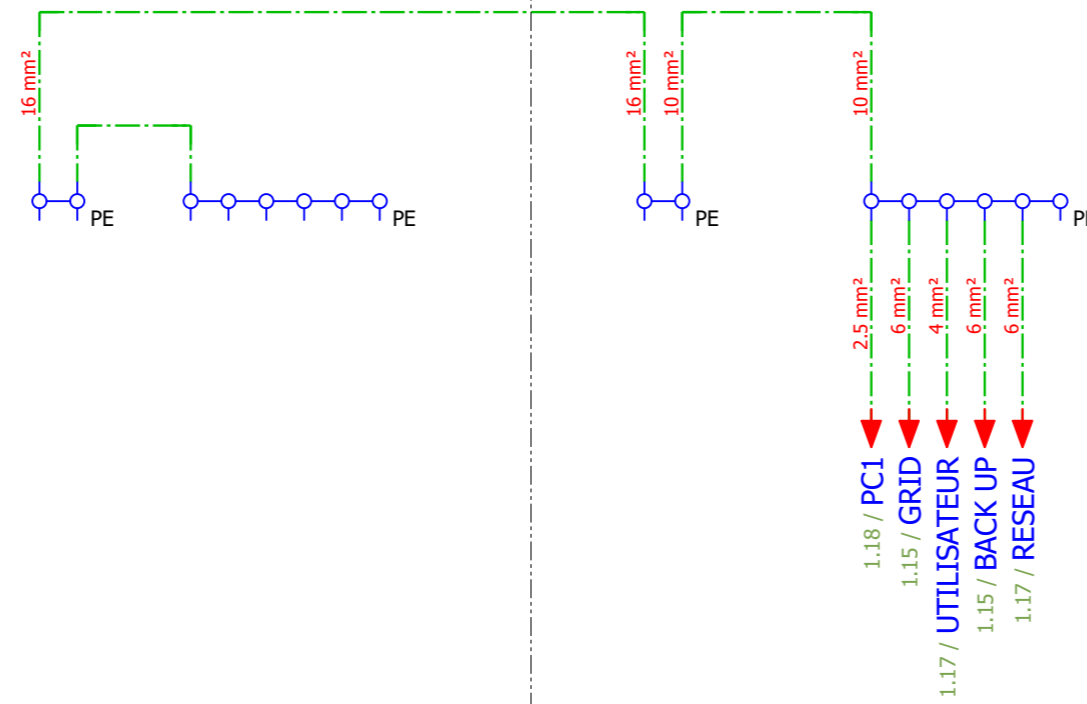 16 mm²
16 mm²
10 mm²
10 mm²
PE
PE
PE
PE
2.5 mm²
6 mm²
4 mm²
6 mm²
6 mm²
1.18 / PC1
1.15 / GRID
1.17 / UTILISATEUR
1.15 / BACK UP
1.17 / RESEAU